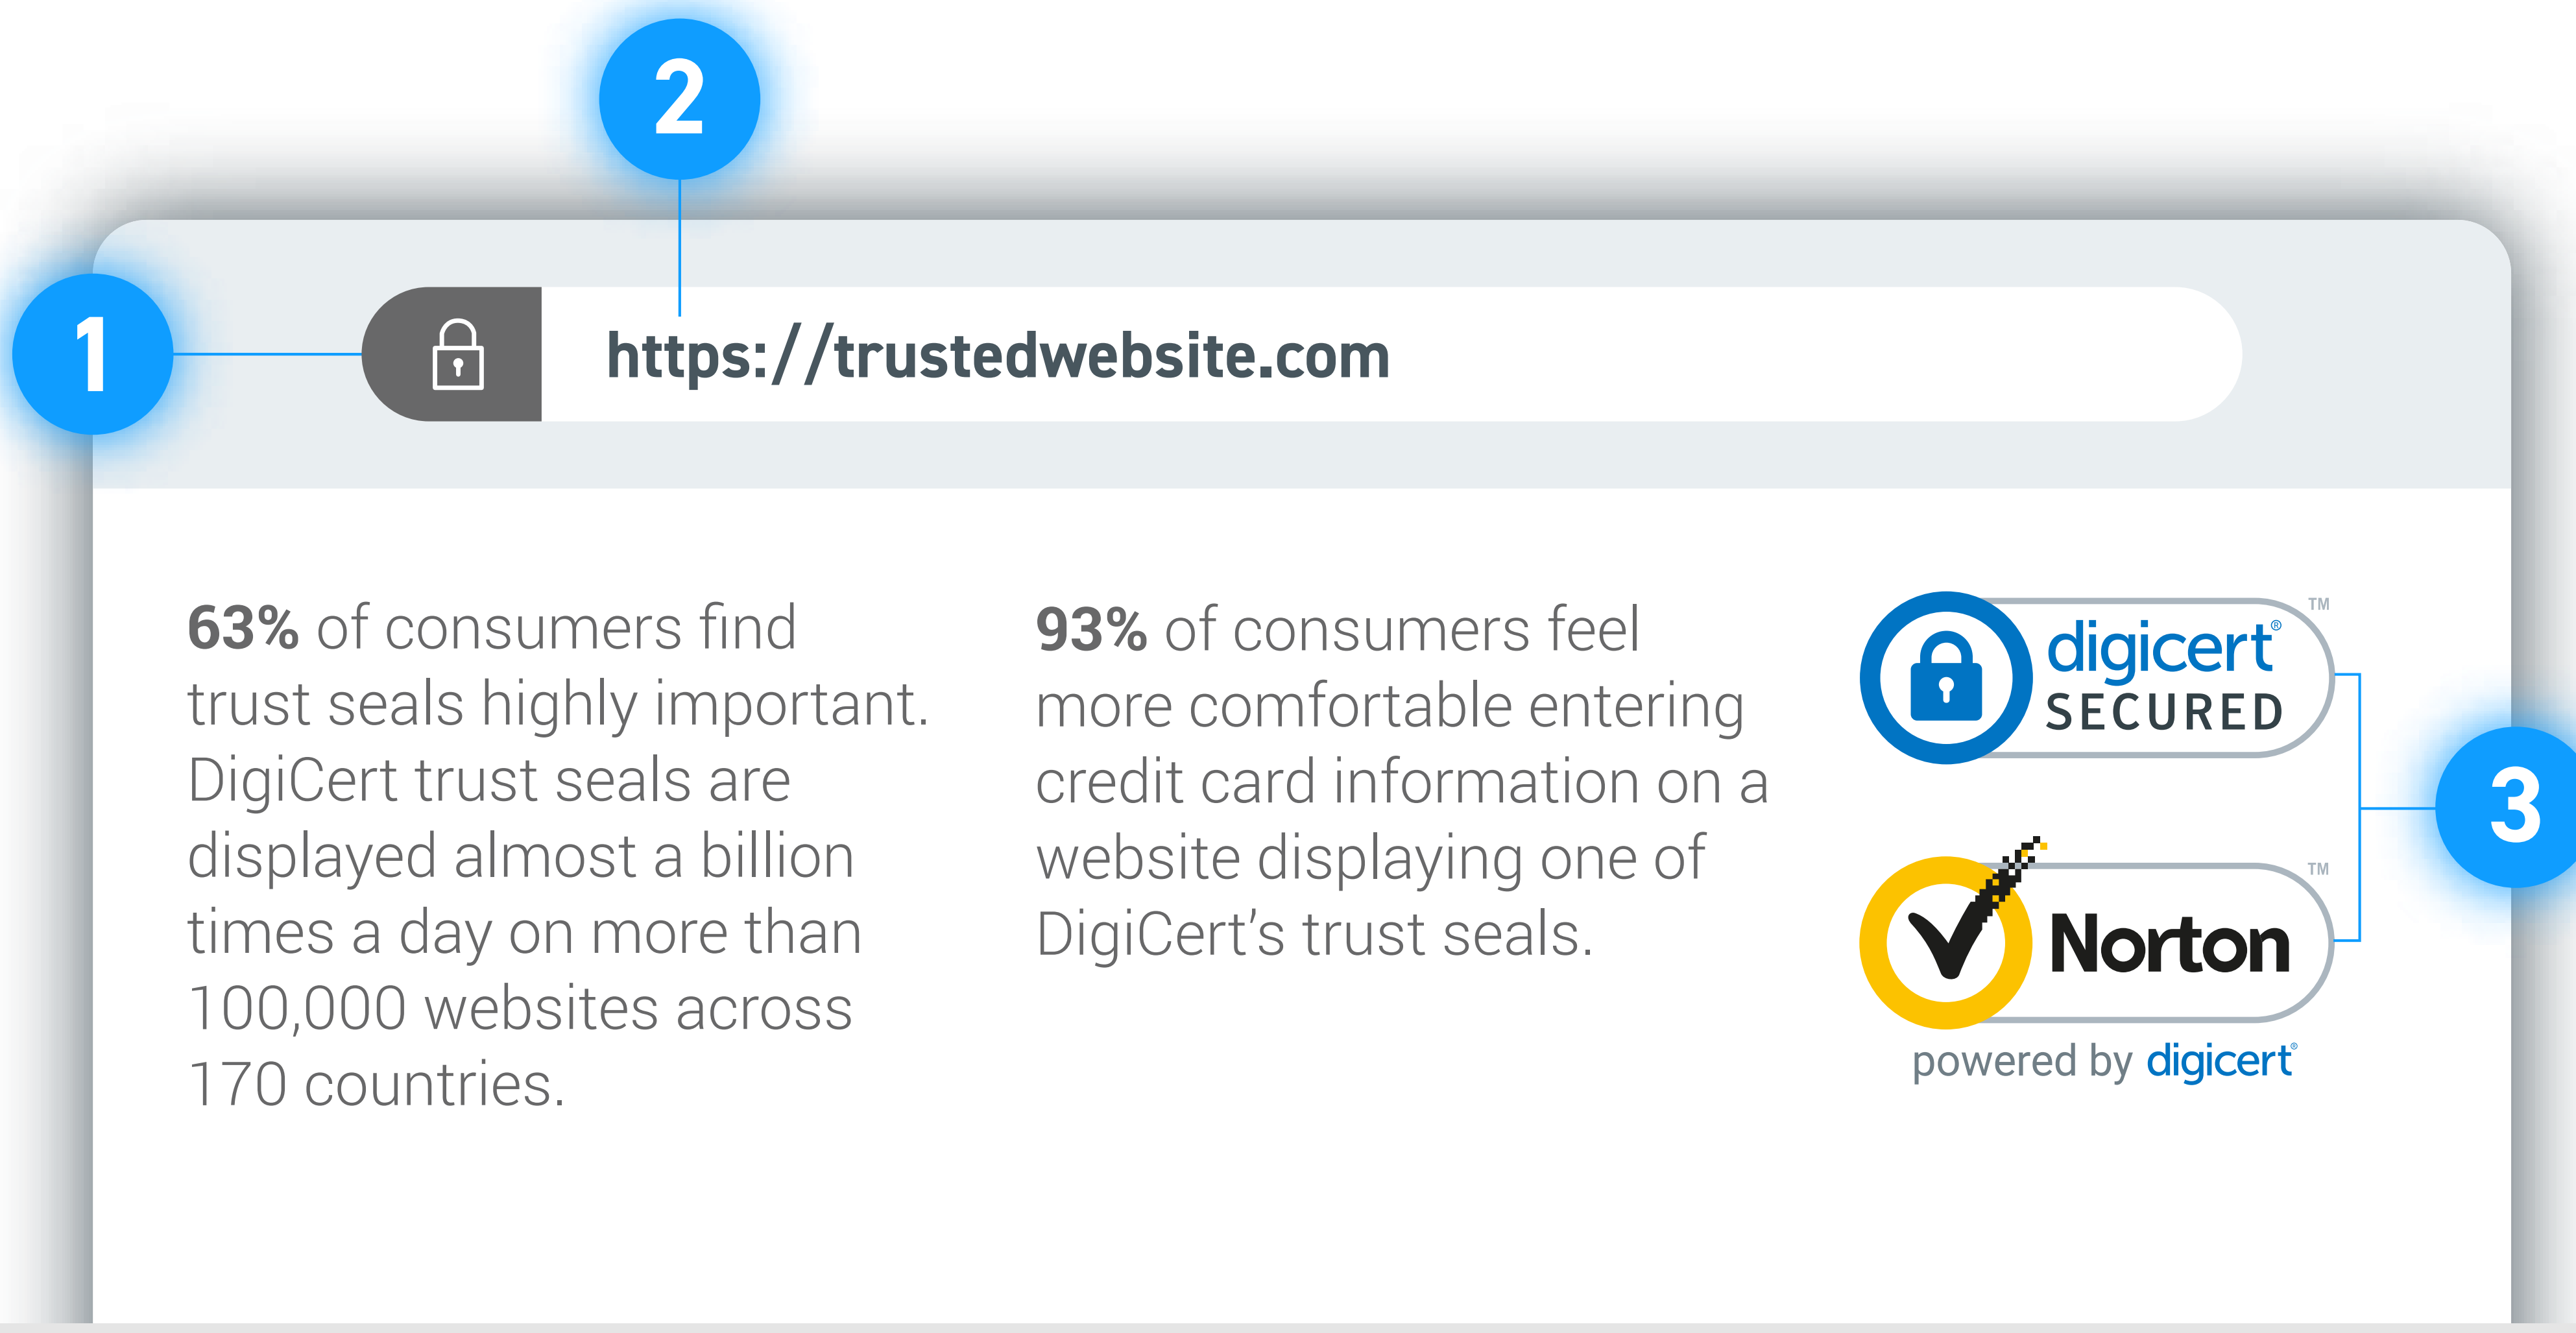 2
1
https://trustedwebsite.com
63% of consumers find
trust seals highly important.
DigiCert trust seals are
displayed almost a billion
times a day on more than
100,000 websites across
170 countries.
93% of consumers feel
more comfortable entering
credit card information on a
website displaying one of
DigiCert’s trust seals.
digicert® ™
SECURED
3
Norton ™
powered by digicert®